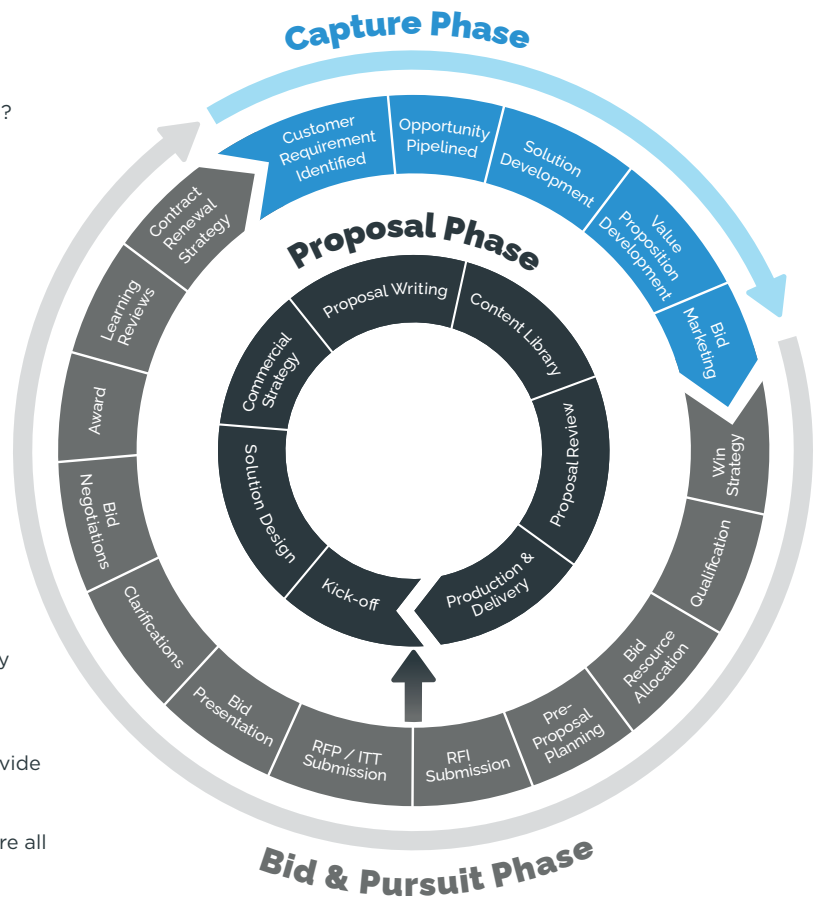 Capture Phase
?
Customer
Requirement
Identified
Opportunity
Pipelined
Solution
Development
Value
Proposition
Development
Bid
Marketing
Win
Strategy
Qualification
Bid
Resource
Allocation
Pre-
Proposal
Planning
RFI
Submission
RFP / ITT
Submission
Bid
Presentation
Clarifications
Bid
Negotiations
Award
Learning
Reviews
Contract
Renewal
Strategy
Proposal Phase
Kick-off
Solution Design
Commercial
Strategy
Proposal Writing
Content Library
Proposal Review
Production &
Delivery
y
vide
re all
Bid & Pursuit Phase